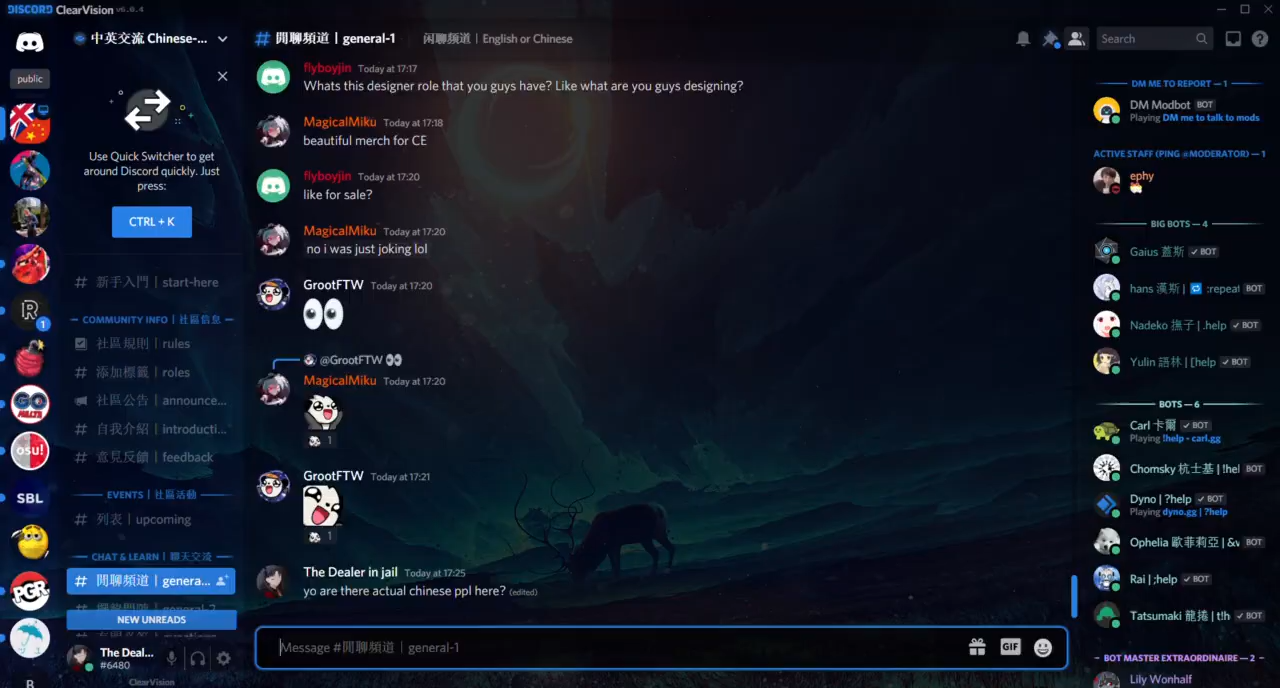 DISCORD ClearVision v6.0.4
public
SBL
osu!
PGR
GO MALTA
R
1
B
中英交流 Chinese-...
Use Quick Switcher to get
around Discord quickly. Just
press:
CTRL + K
# 新手入門｜start-here
COMMUNITY INFO｜社區信息
社區規則｜rules
# 添加標籤｜roles
社區公告｜announce...
# 自我介紹｜introducti...
# 意見反饋｜feedback
EVENTS｜社區活動
# 列表｜upcoming
CHAT & LEARN｜聊天交流
# 閒聊頻道｜genera...
NEW UNREADS
The Deal...
#6480
ClearVision
# 閒聊頻道｜general-1
闲聊频道｜English or Chinese
Search
flyboyjin Today at 17:17
Whats this designer role that you guys have? Like what are you guys designing?
MagicalMiku Today at 17:18
beautiful merch for CE
flyboyjin Today at 17:20
like for sale?
MagicalMiku Today at 17:20
no i was just joking lol
GrootFTW Today at 17:20
@GrootFTW
MagicalMiku Today at 17:20
1
GrootFTW Today at 17:21
1
The Dealer in jail Today at 17:25
yo are there actual chinese ppl here? (edited)
Message #閒聊頻道｜general-1
GIF
DM ME TO REPORT — 1
DM Modbot BOT
Playing DM me to talk to mods
ACTIVE STAFF (PING @MODERATOR) — 1
ephy
BIG BOTS — 4
Gaius 蓋斯 BOT
hans 漢斯 | :repeat BOT
Nadeko 撫子 | .help BOT
Yulin 語林 | [help BOT
BOTS — 6
Carl 卡爾 BOT
Playing !help - carl.gg
Chomsky 杭士基 | !hel BOT
Dyno | ?help BOT
Playing dyno.gg | ?help
Ophelia 歐菲莉亞 | &v BOT
Rai | ;help BOT
Tatsumaki 龍捲 | t!h BOT
BOT MASTER EXTRAORDINAIRE — 2
Lily Wonhalf